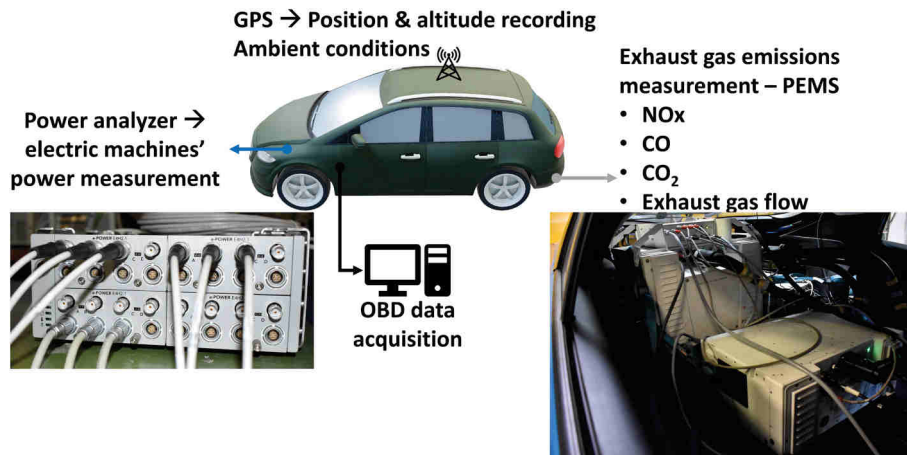 GPS → Position & altitude recording
Ambient conditions
Exhaust gas emissions
measurement – PEMS
• NOx
• CO
• CO₂
• Exhaust gas flow
Power analyzer →
electric machines’
power measurement
OBD data
acquisition